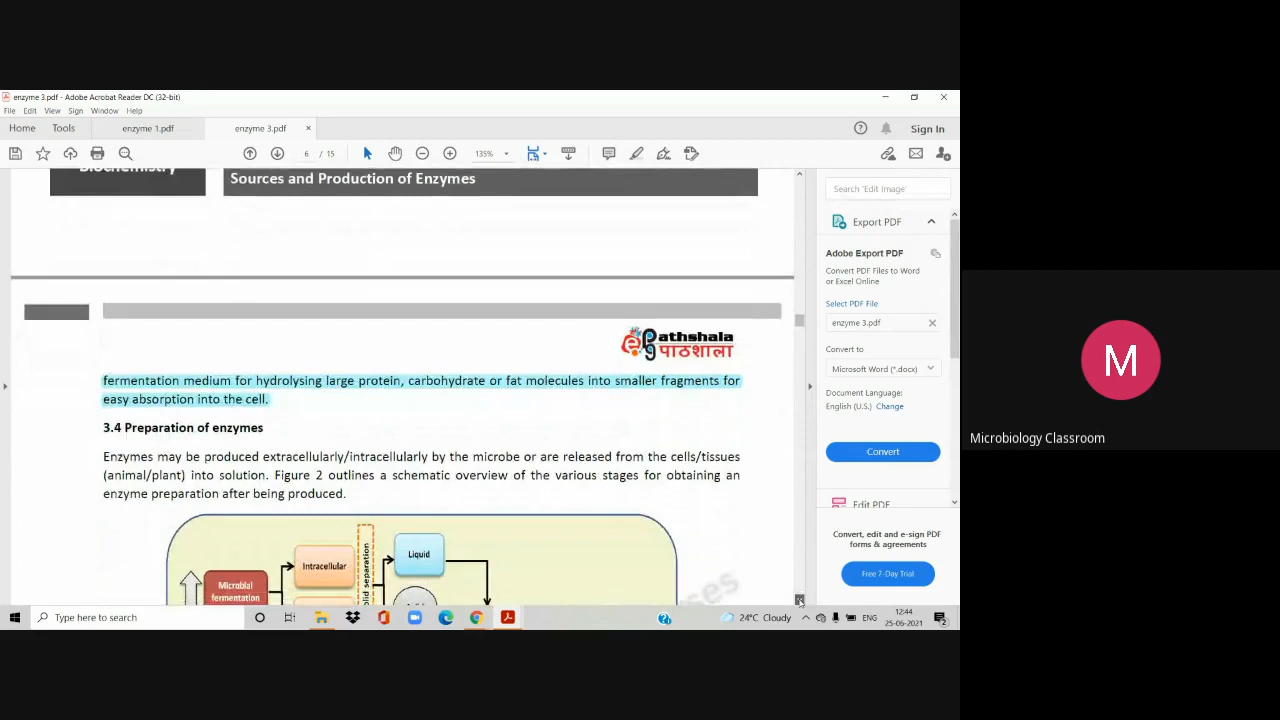 enzyme 3.pdf - Adobe Acrobat Reader DC (32-bit)
File Edit View Sign Window Help
Home Tools enzyme 1.pdf enzyme 3.pdf × Sign In
6 / 15 135%
Biochemistry
Sources and Production of Enzymes
ePathshala
पाठशाला
fermentation medium for hydrolysing large protein, carbohydrate or fat molecules into smaller fragments for
easy absorption into the cell.
3.4 Preparation of enzymes
Enzymes may be produced extracellularly/intracellularly by the microbe or are released from the cells/tissues
(animal/plant) into solution. Figure 2 outlines a schematic overview of the various stages for obtaining an
enzyme preparation after being produced.
Microbial
fermentation
Intracellular
separation
Liquid
Search 'Edit Image'
Export PDF
Adobe Export PDF
Convert PDF Files to Word
or Excel Online
Select PDF File
enzyme 3.pdf
Convert to
Microsoft Word (*.docx)
Document Language:
English (U.S.) Change
Convert
Edit PDF
Convert, edit and e-sign PDF
forms & agreements
Free 7-Day Trial
Type here to search
24°C Cloudy
ENG
12:44
25-06-2021
2
M
Microbiology Classroom